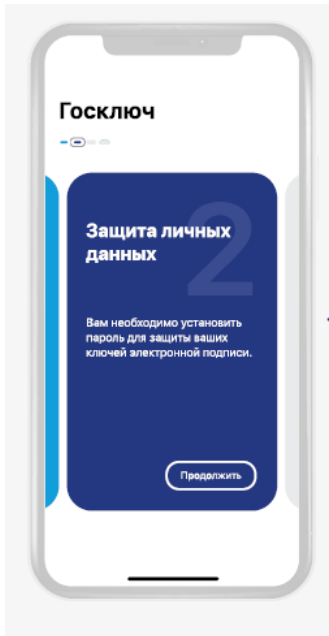 Госключ
2
Защита личных
данных
Вам необходимо установить
пароль для защиты ваших
ключей электронной подписи.
Продолжить